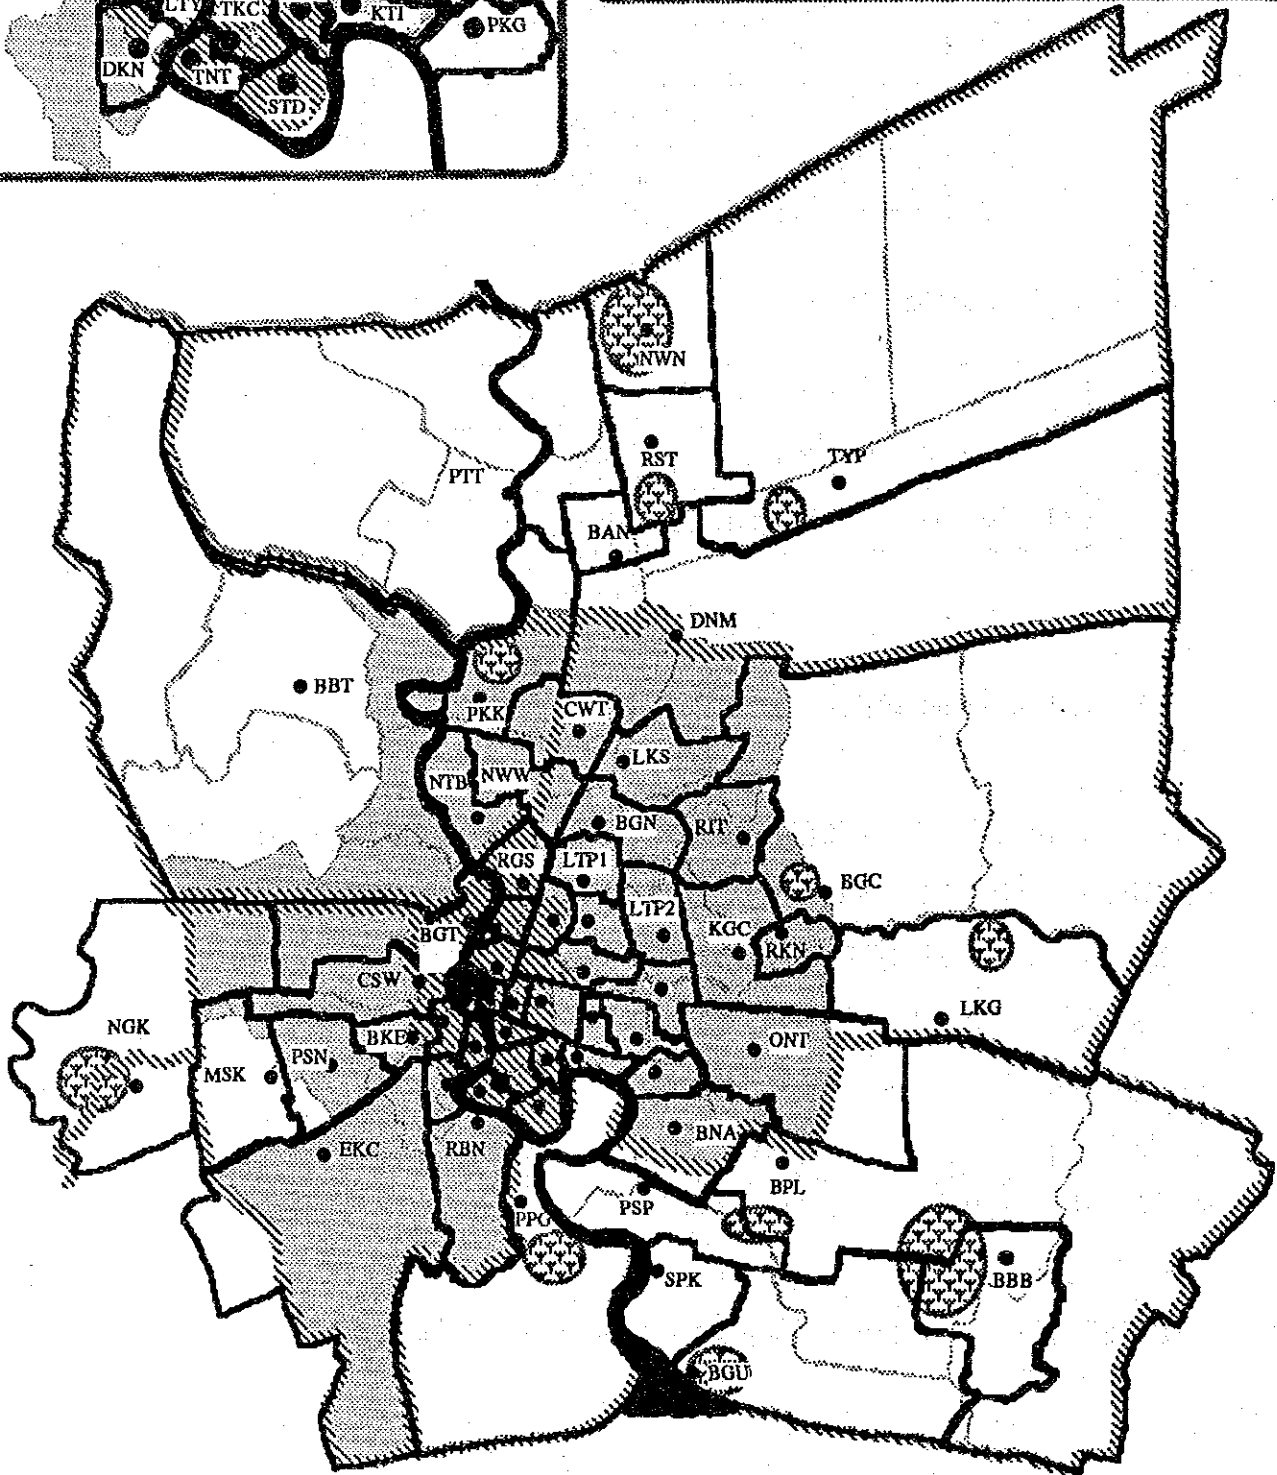 LTY TKC KTI PKG
DKN TNT
STD
NWN
RST TYP
PTT
BAN
DNM
BBT
PKK CWT
LKS
NTB NWW
BGN RIT
RGS LTP1
BGC
LTP2
BGT KGC
RKN
CSW
LKG
NGK
BKE ONT
PSN
MSK
BNA
EKC RBN
BPL
PSP
PPG
SPK BBB
BGU